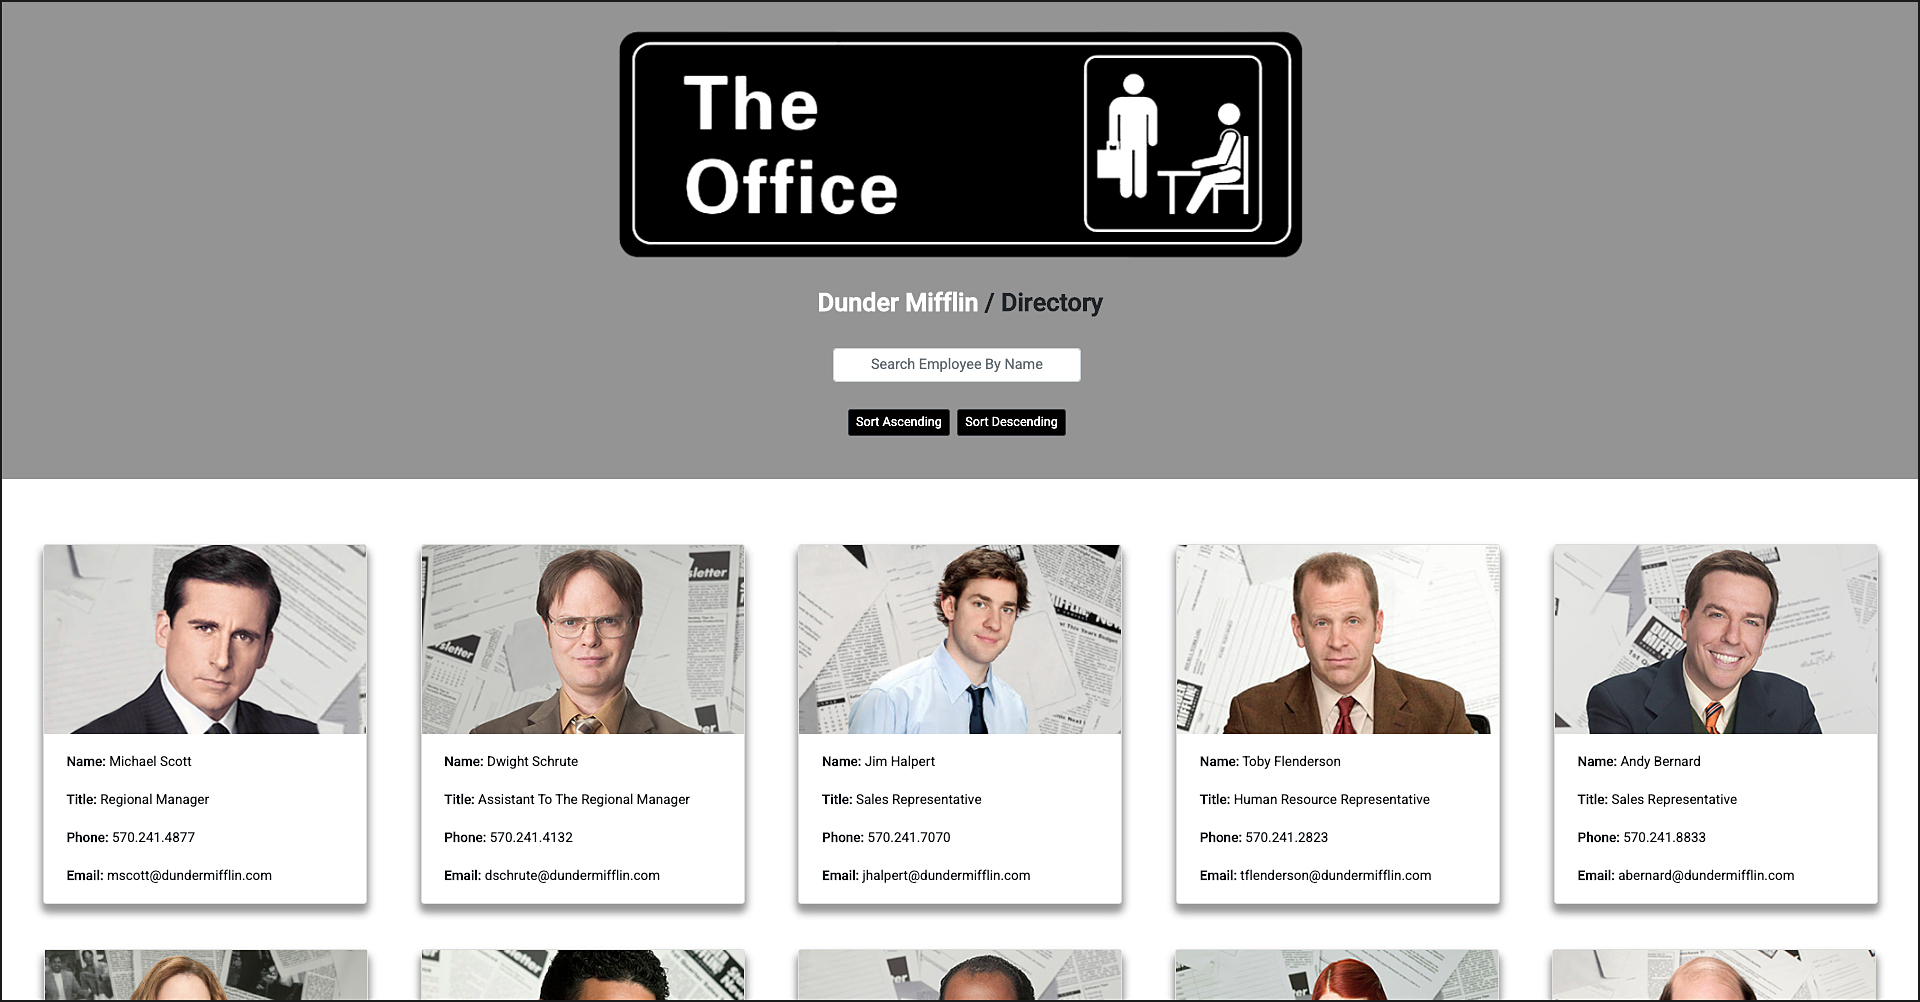 The
Office
Dunder Mifflin / Directory
Search Employee By Name
Sort Ascending Sort Descending
Name: Michael Scott
Title: Regional Manager
Phone: 570.241.4877
Email: mscott@dundermifflin.com
Name: Dwight Schrute
Title: Assistant To The Regional Manager
Phone: 570.241.4132
Email: dschrute@dundermifflin.com
Name: Jim Halpert
Title: Sales Representative
Phone: 570.241.7070
Email: jhalpert@dundermifflin.com
Name: Toby Flenderson
Title: Human Resource Representative
Phone: 570.241.2823
Email: tflenderson@dundermifflin.com
Name: Andy Bernard
Title: Sales Representative
Phone: 570.241.8833
Email: abernard@dundermifflin.com